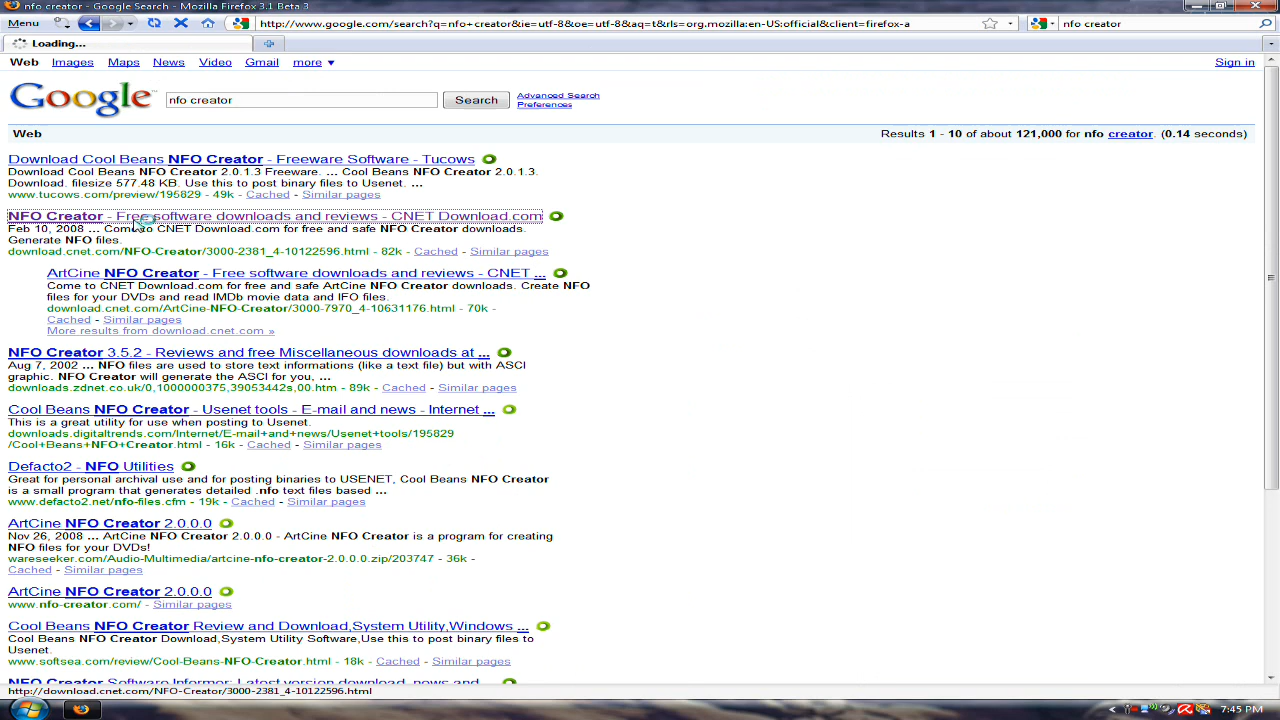 nfo creator - Google Search - Mozilla Firefox 3.1 Beta 3
Menu
http://www.google.com/search?q=nfo+creator&ie=utf-8&oe=utf-8&aq=t&rls=org.mozilla:en-US:official&client=firefox-a
nfo creator
Loading...
Web Images Maps News Video Gmail more ▼
Sign in
Google
nfo creator
Search
Advanced Search
Preferences
Web
Results 1 - 10 of about 121,000 for nfo creator. (0.14 seconds)
Download Cool Beans NFO Creator - Freeware Software - Tucows
Download Cool Beans NFO Creator 2.0.1.3 Freeware. ... Cool Beans NFO Creator 2.0.1.3.
Download. filesize 577.48 KB. Use this to post binary files to Usenet. ...
www.tucows.com/preview/195829 - 49k - Cached - Similar pages
NFO Creator - Free software downloads and reviews - CNET Download.com
Feb 10, 2008 ... Come to CNET Download.com for free and safe NFO Creator downloads.
Generate NFO files.
download.cnet.com/NFO-Creator/3000-2381_4-10122596.html - 82k - Cached - Similar pages
ArtCine NFO Creator - Free software downloads and reviews - CNET ...
Come to CNET Download.com for free and safe ArtCine NFO Creator downloads. Create NFO
files for your DVDs and read IMDb movie data and IFO files.
download.cnet.com/ArtCine-NFO-Creator/3000-7970_4-10631176.html - 70k -
Cached - Similar pages
More results from download.cnet.com »
NFO Creator 3.5.2 - Reviews and free Miscellaneous downloads at ...
Aug 7, 2002 ... NFO files are used to store text informations (like a text file) but with ASCI
graphic. NFO Creator will generate the ASCI for you, ...
downloads.zdnet.co.uk/0,1000000375,39053442s,00.htm - 89k - Cached - Similar pages
Cool Beans NFO Creator - Usenet tools - E-mail and news - Internet ...
This is a great utility for use when posting to Usenet.
downloads.digitaltrends.com/Internet/E-mail+and+news/Usenet+tools/195829
/Cool+Beans+NFO+Creator.html - 16k - Cached - Similar pages
Defacto2 - NFO Utilities
Great for personal archival use and for posting binaries to USENET, Cool Beans NFO Creator
is a small program that generates detailed .nfo text files based ...
www.defacto2.net/nfo-files.cfm - 19k - Cached - Similar pages
ArtCine NFO Creator 2.0.0.0
Nov 26, 2008 ... ArtCine NFO Creator 2.0.0.0 - ArtCine NFO Creator is a program for creating
NFO files for your DVDs!
wareseeker.com/Audio-Multimedia/artcine-nfo-creator-2.0.0.0.zip/203747 - 36k -
Cached - Similar pages
ArtCine NFO Creator 2.0.0.0
www.nfo-creator.com/ - Similar pages
Cool Beans NFO Creator Review and Download,System Utility,Windows ...
Cool Beans NFO Creator Download,System Utility Software,Use this to post binary files to
Usenet.
www.softsea.com/review/Cool-Beans-NFO-Creator.html - 18k - Cached - Similar pages
NFO Creator Software Informer: Latest version download, news and ...
http://download.cnet.com/NFO-Creator/3000-2381_4-10122596.html
7:45 PM